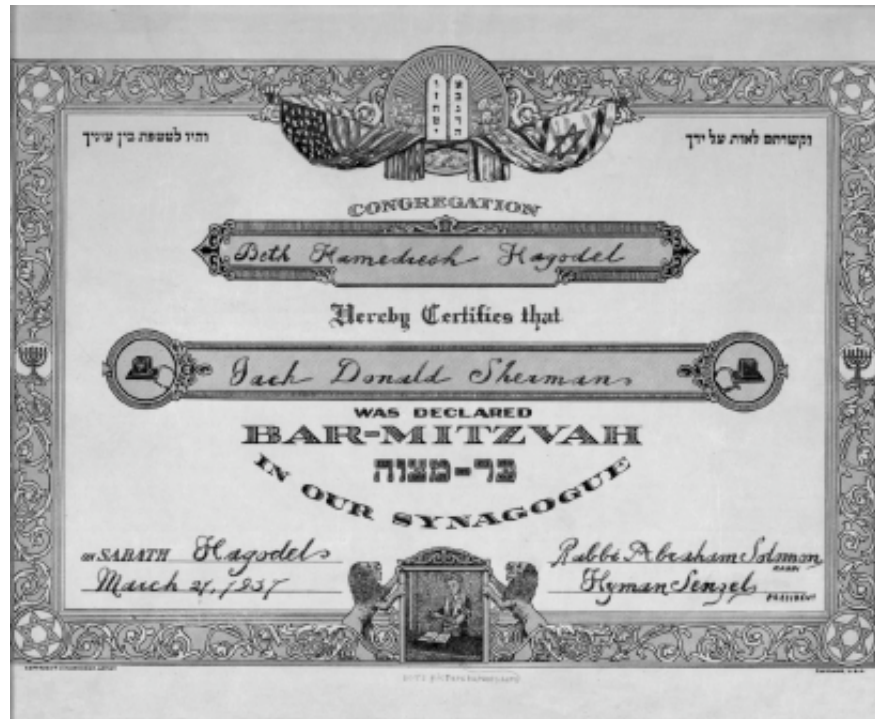 א ו
ב ז
ג ח
ד ט
ה י
וקשרתם לאות על ידך
והיו לטטפת בין עיניך
CONGREGATION
Beth Hamedresh Hagodel
Hereby Certifies that
Jack Donald Sherman
WAS DECLARED
BAR-MITZVAH
בר-מצוה
IN OUR SYNAGOGUE
ON SABATH Hagodel
March 1937
Rabbi Abraham Solomon
RABBI
Hyman Senzel
PRESIDENT